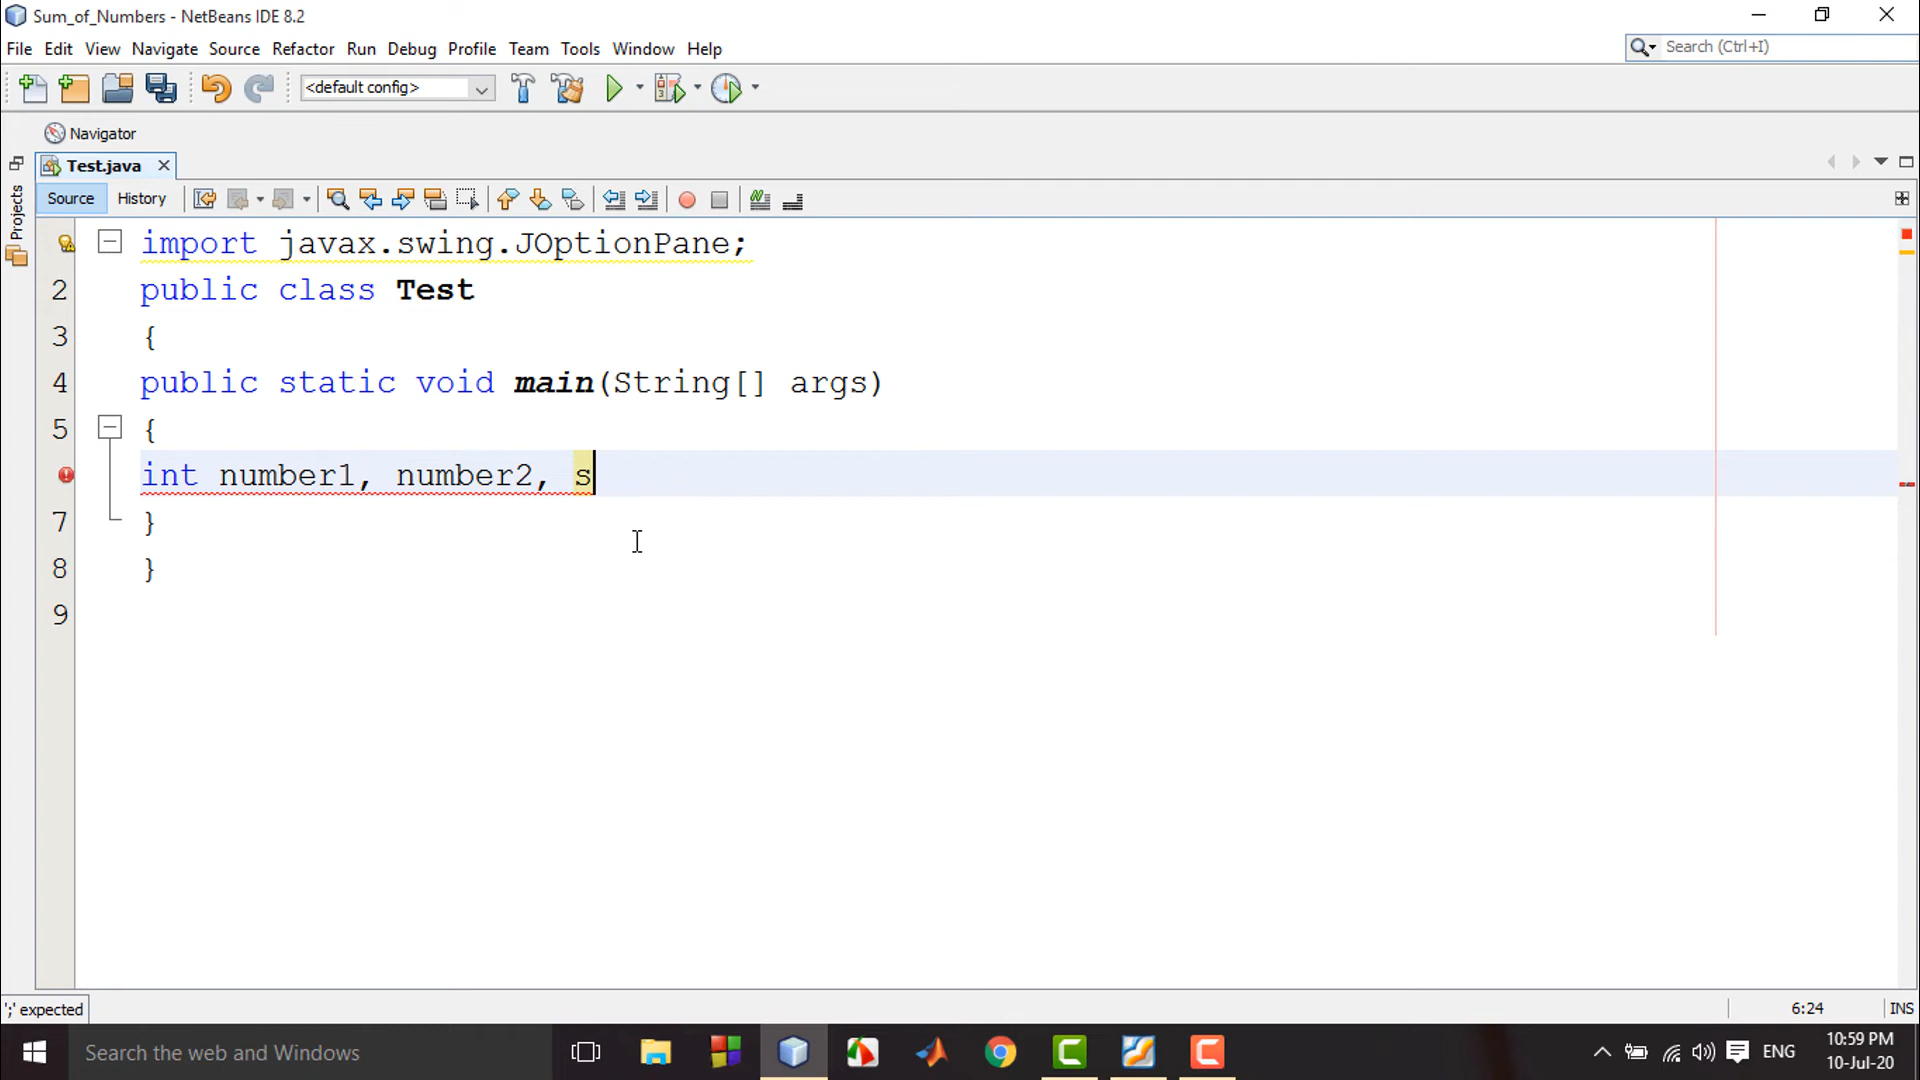 Sum_of_Numbers - NetBeans IDE 8.2
File Edit View Navigate Source Refactor Run Debug Profile Team Tools Window Help
Search (Ctrl+I)
<default config>
Navigator
Test.java
Projects
Source History
import javax.swing.JOptionPane;
2 public class Test
3 {
4 public static void main(String[] args)
5 {
int number1, number2, s
7 }
8 }
9
';' expected
6:24 INS
Search the web and Windows
ENG
10:59 PM
10-Jul-20